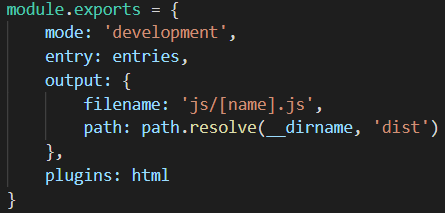 module.exports = {
    mode: 'development',
    entry: entries,
    output: {
        filename: 'js/[name].js',
        path: path.resolve(__dirname, 'dist')
    },
    plugins: html
}